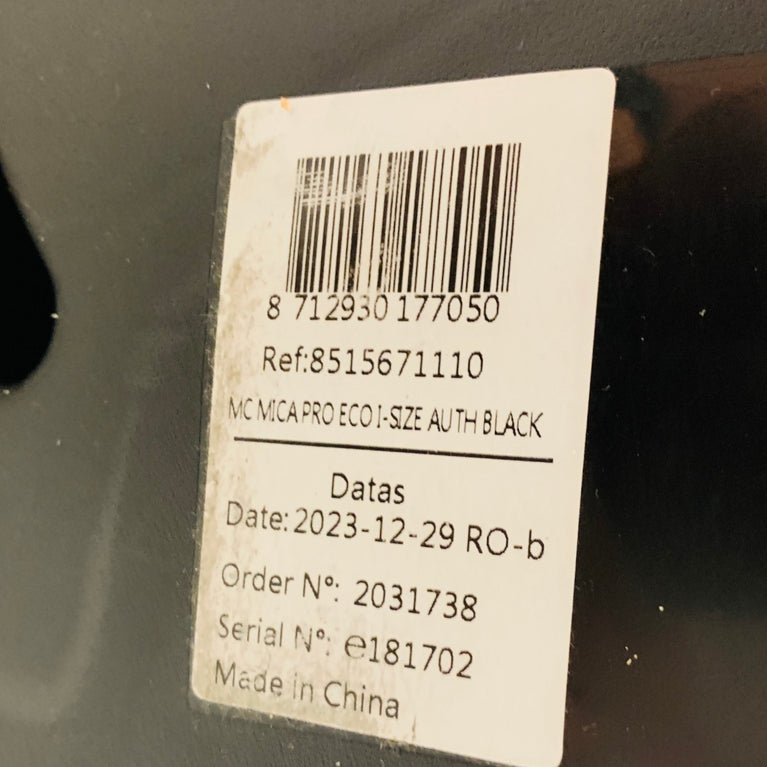 8 712930 177050
Ref:8515671110
MC MICA PRO ECO I-SIZE AUTH BLACK
Datas
Date: 2023-12-29 RO-b
Order N°: 2031738
Serial N°: e181702
Made in China